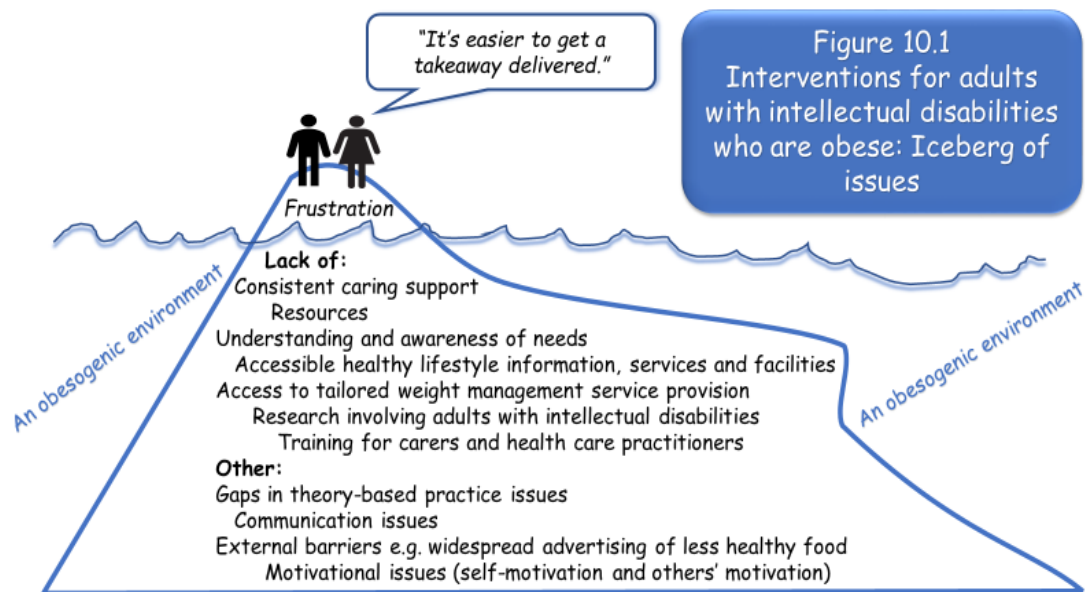 "It's easier to get a
takeaway delivered."
Figure 10.1
Interventions for adults
with intellectual disabilities
who are obese: Iceberg of
issues
Frustration
An obesogenic environment
Lack of:
Consistent caring support
Resources
Understanding and awareness of needs
Accessible healthy lifestyle information, services and facilities
Access to tailored weight management service provision
Research involving adults with intellectual disabilities
Training for carers and health care practitioners
Other:
Gaps in theory-based practice issues
Communication issues
External barriers e.g. widespread advertising of less healthy food
Motivational issues (self-motivation and others' motivation)
An obesogenic environment